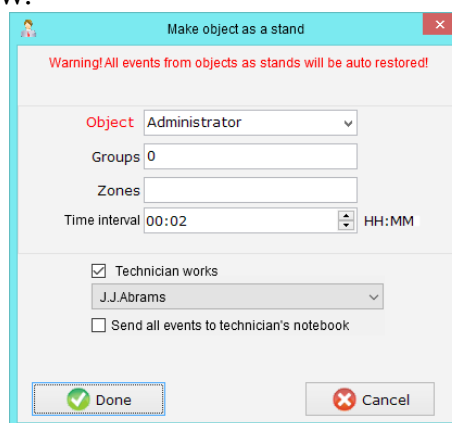 Make object as a stand
Warning! All events from objects as stands will be auto restored!
Object Administrator
Groups 0
Zones
Time interval 00:02 HH:MM
Technician works
J.J.Abrams
Send all events to technician's notebook
Done Cancel